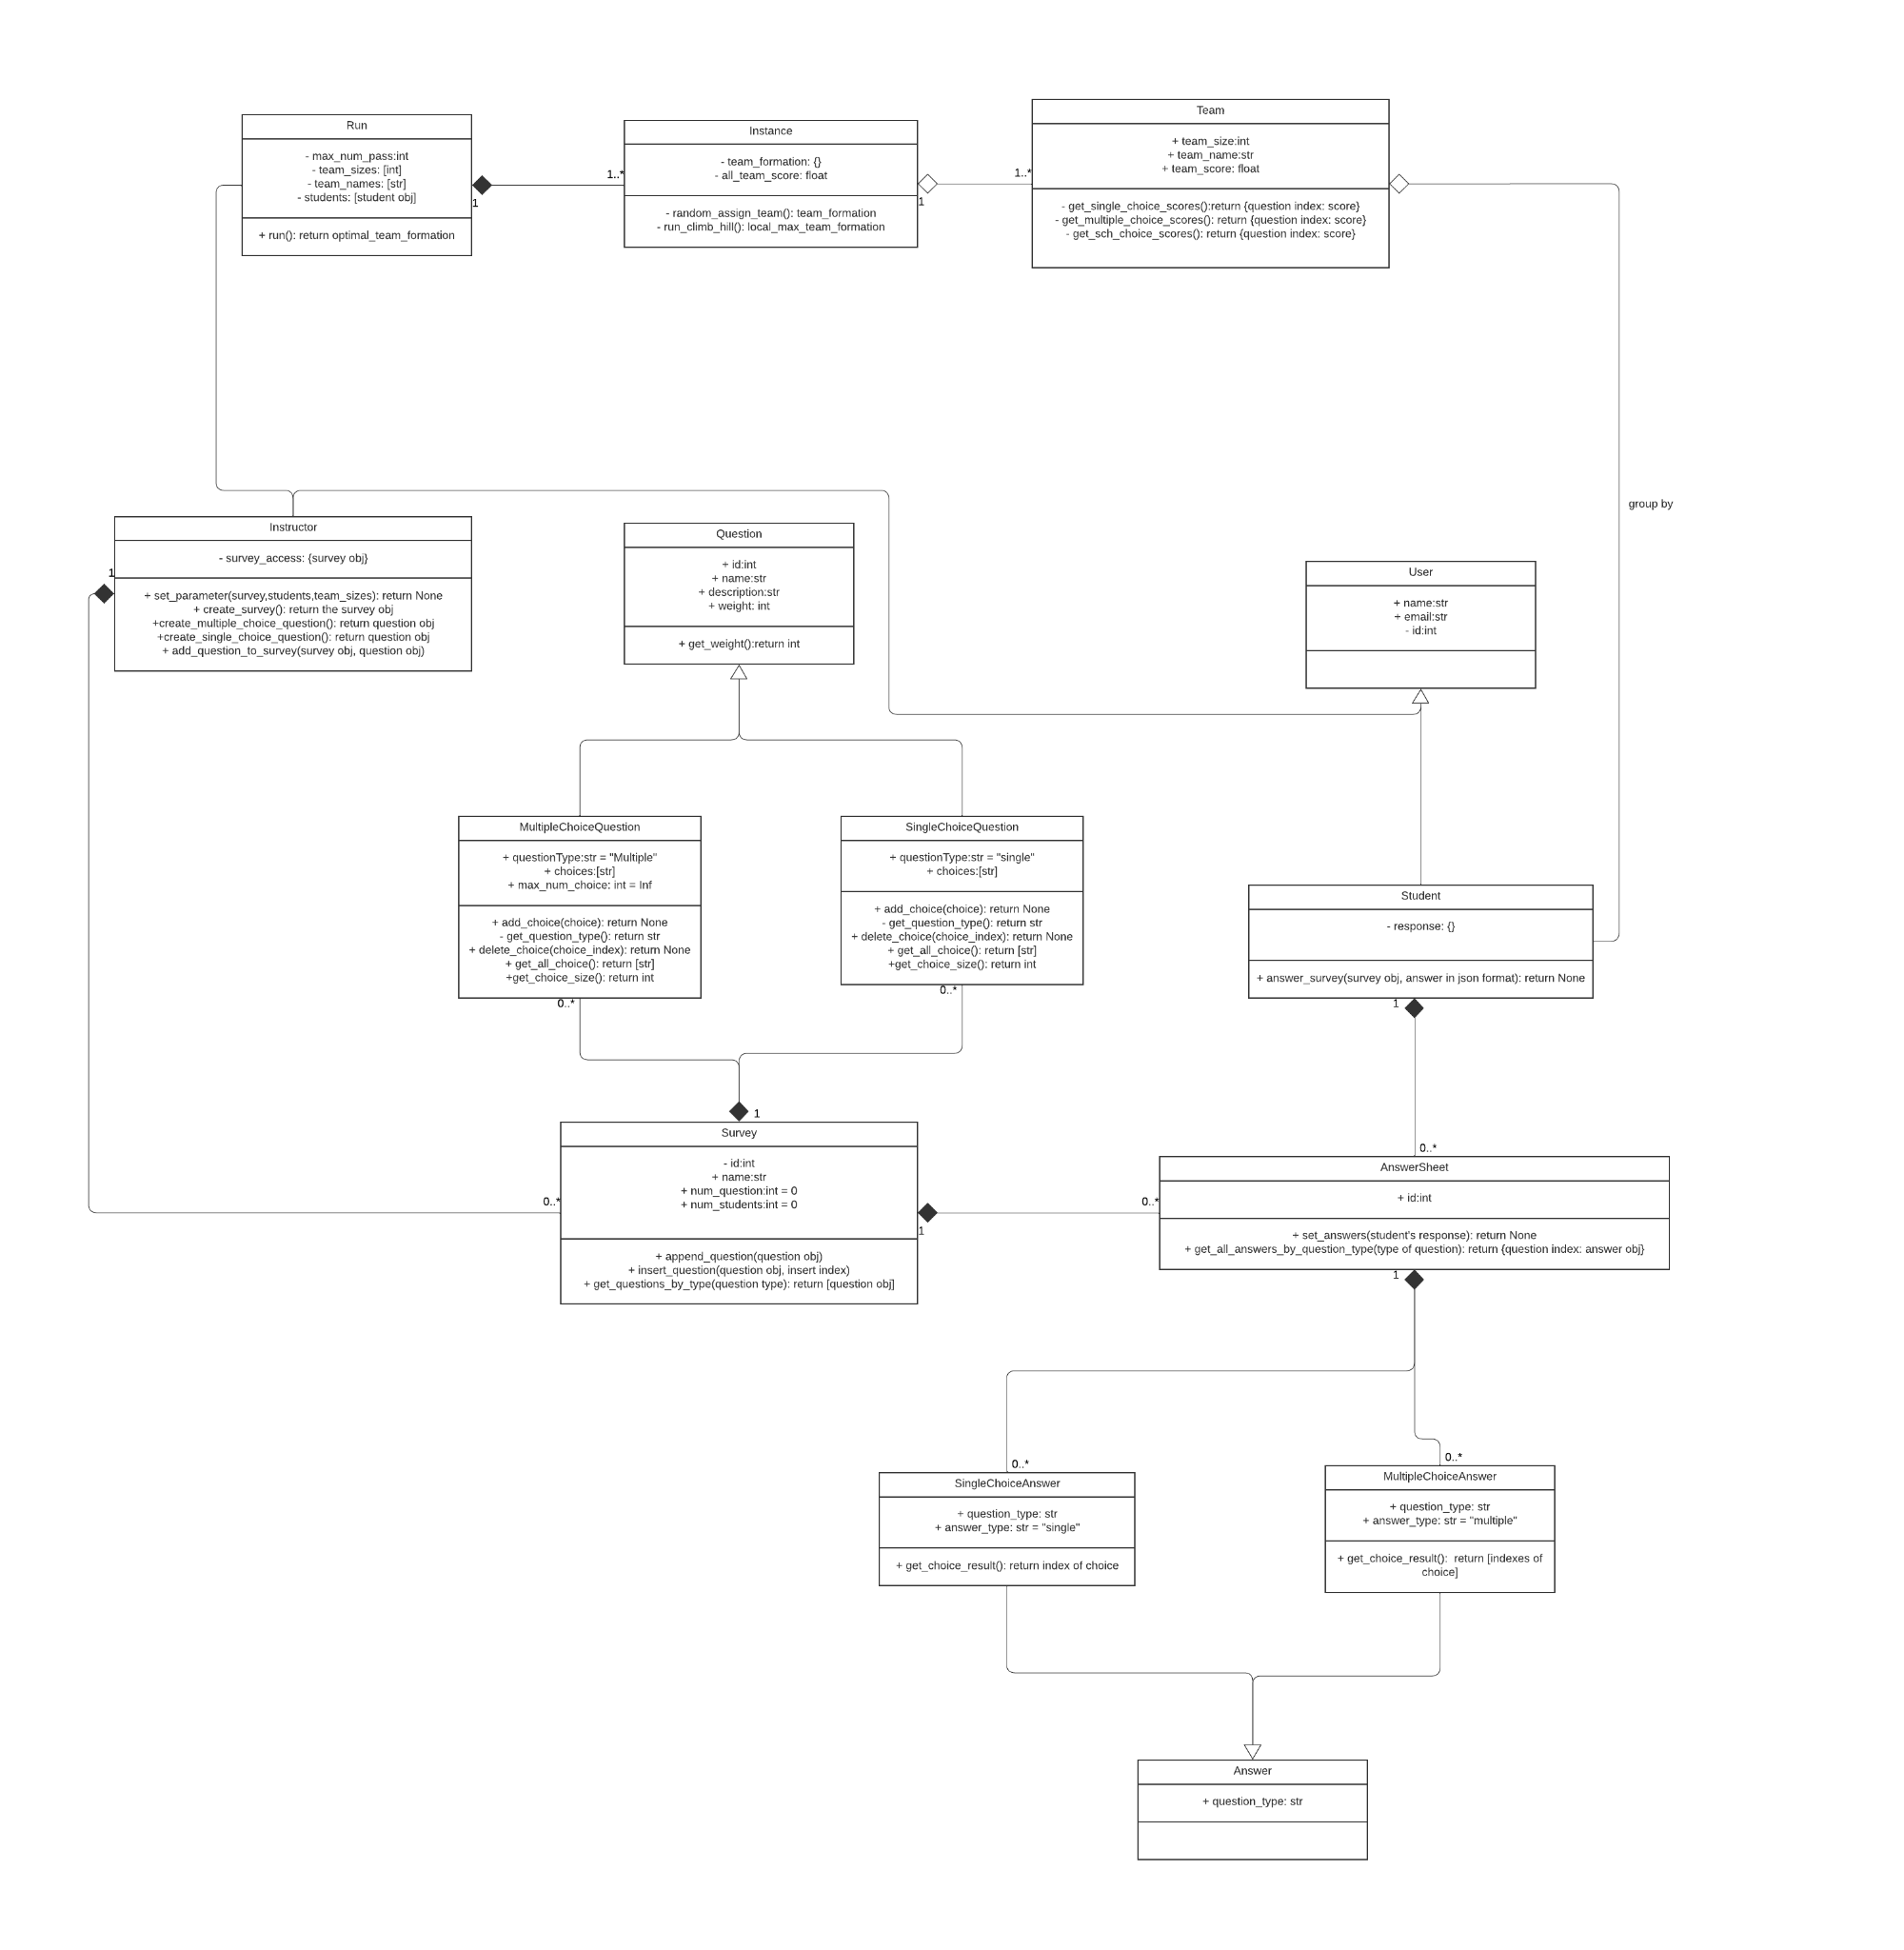 Run
- max_num_pass:int
- team_sizes: [int]
- team_names: [str]
- students: [student obj]
+ run(): return optimal_team_formation
1
1..*
Instance
- team_formation: {}
- all_team_score: float
- random_assign_team(): team_formation
- run_climb_hill(): local_max_team_formation
1
1..*
Team
+ team_size:int
+ team_name:str
+ team_score: float
- get_single_choice_scores():return {question index: score}
- get_multiple_choice_scores(): return {question index: score}
- get_sch_choice_scores(): return {question index: score}
group by
Instructor
- survey_access: {survey obj}
+ set_parameter(survey,students,team_sizes): return None
+ create_survey(): return the survey obj
+create_multiple_choice_question(): return question obj
+create_single_choice_question(): return question obj
+ add_question_to_survey(survey obj, question obj)
1
Question
+ id:int
+ name:str
+ description:str
+ weight: int
+ get_weight():return int
User
+ name:str
+ email:str
- id:int
MultipleChoiceQuestion
+ questionType:str = "Multiple"
+ choices:[str]
+ max_num_choice: int = Inf
+ add_choice(choice): return None
- get_question_type(): return str
+ delete_choice(choice_index): return None
+ get_all_choice(): return [str]
+get_choice_size(): return int
0..*
SingleChoiceQuestion
+ questionType:str = "single"
+ choices:[str]
+ add_choice(choice): return None
- get_question_type(): return str
+ delete_choice(choice_index): return None
+ get_all_choice(): return [str]
+get_choice_size(): return int
0..*
Student
- response: {}
+ answer_survey(survey obj, answer in json format): return None
1
0..*
1
Survey
- id:int
+ name:str
+ num_question:int = 0
+ num_students:int = 0
+ append_question(question obj)
+ insert_question(question obj, insert index)
+ get_questions_by_type(question type): return [question obj]
0..*
1
0..*
AnswerSheet
+ id:int
+ set_answers(student's response): return None
+ get_all_answers_by_question_type(type of question): return {question index: answer obj}
1
0..*
SingleChoiceAnswer
+ question_type: str
+ answer_type: str = "single"
+ get_choice_result(): return index of choice
0..*
MultipleChoiceAnswer
+ question_type: str
+ answer_type: str = "multiple"
+ get_choice_result():  return [indexes of
choice]
Answer
+ question_type: str